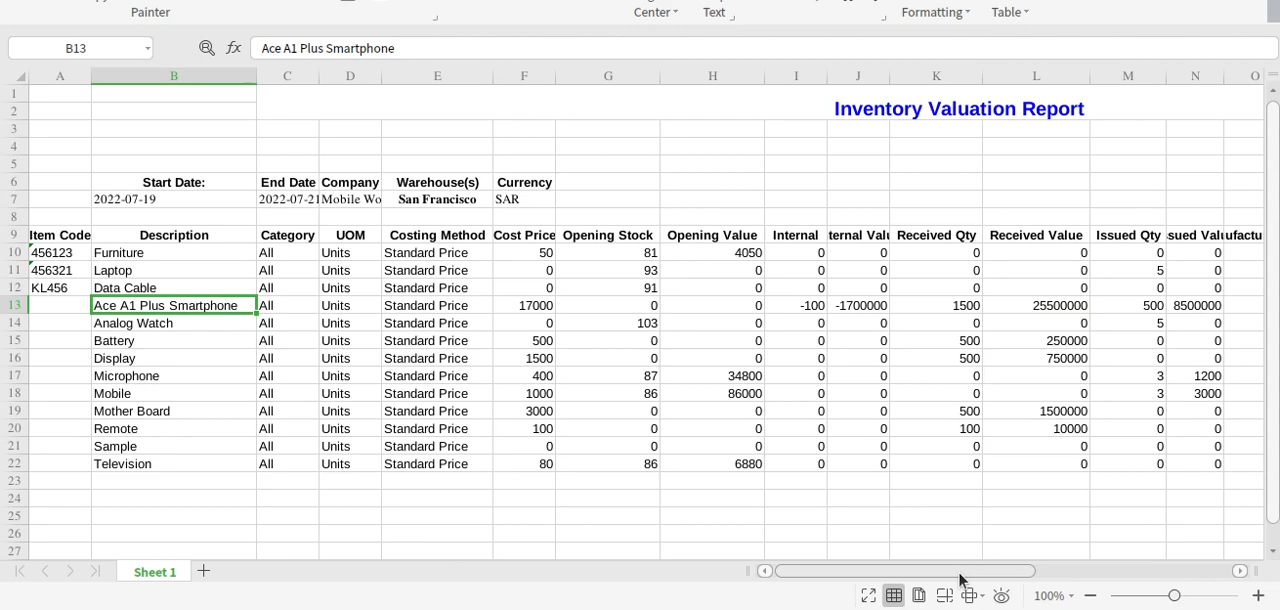 Painter Center Text Formatting Table
B13 fx Ace A1 Plus Smartphone
A B C D E F G H I J K L M N O
1
2 Inventory Valuation Report
3
4
5
6 Start Date: End Date Company Warehouse(s) Currency
7 2022-07-19 2022-07-21 Mobile Wo San Francisco SAR
8
9 Item Code Description Category UOM Costing Method Cost Price Opening Stock Opening Value Internal ternal Valu Received Qty Received Value Issued Qty sued Valu ufactu
10 456123 Furniture All Units Standard Price 50 81 4050 0 0 0 0 0 0
11 456321 Laptop All Units Standard Price 0 93 0 0 0 0 0 5 0
12 KL456 Data Cable All Units Standard Price 0 91 0 0 0 0 0 0 0
13 Ace A1 Plus Smartphone All Units Standard Price 17000 0 0 -100 -1700000 1500 25500000 500 8500000
14 Analog Watch All Units Standard Price 0 103 0 0 0 0 0 5 0
15 Battery All Units Standard Price 500 0 0 0 0 500 250000 0 0
16 Display All Units Standard Price 1500 0 0 0 0 500 750000 0 0
17 Microphone All Units Standard Price 400 87 34800 0 0 0 0 3 1200
18 Mobile All Units Standard Price 1000 86 86000 0 0 0 0 3 3000
19 Mother Board All Units Standard Price 3000 0 0 0 0 500 1500000 0 0
20 Remote All Units Standard Price 100 0 0 0 0 100 10000 0 0
21 Sample All Units Standard Price 0 0 0 0 0 0 0 0 0
22 Television All Units Standard Price 80 86 6880 0 0 0 0 0 0
23
24
25
26
27
Sheet 1
100%